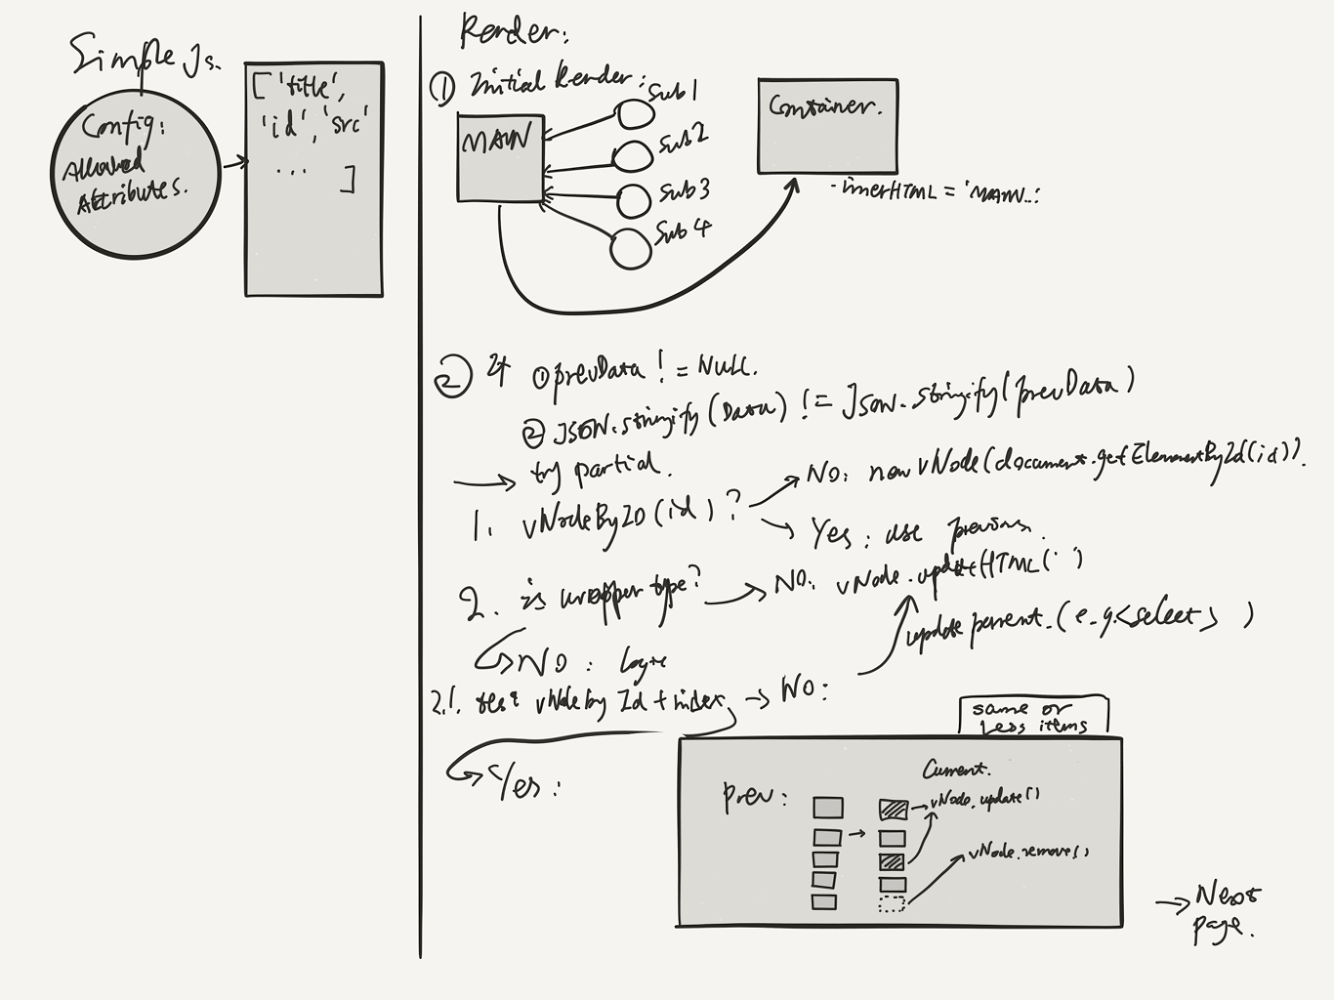 Simple Js.
Config:
Allowed
Attributes.
['title',
'id', 'src'
... ]
Render:
① Initial Render:
MAIN
Sub 1
Sub 2
Sub 3
Sub 4
Container.
innerHTML = 'MAIN..'
② If ① prevData != Null.
② JSON.stringify(Data) != JSON.stringify(prevData)
→ try partial.
1. vNodeByID(id)?
→ No: new vNode(document.getElementById(id)).
→ Yes: use previous.
2. is wrapper type? → NO: vNode.updateHTML(' ')
update parent. (e.g. <select> )
→ NO:
2.1. vNode by Id + index → NO:
→ Yes:
same or
Less items
Prev:
Current.
→ vNode.update()
vNode.remove()
→ Next
page.